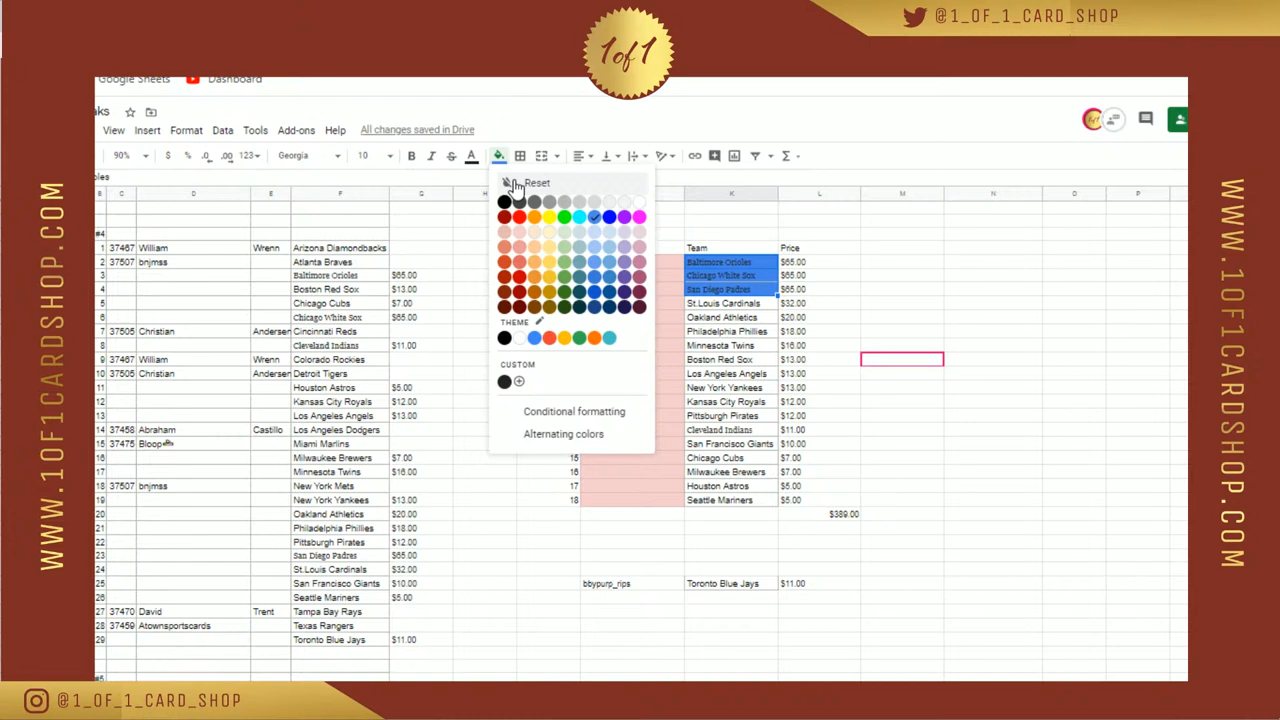 @1_OF_1_CARD_SHOP
1of1
WWW.1OF1CARDSHOP.COM
WWW.1OF1CARDSHOP.COM
Google Sheets Dashboard
aks
View Insert Format Data Tools Add-ons Help All changes saved in Drive
90% $ % .0 .00 123 Georgia 10 B I S A
oles
B C D E F G H K L M N O P
Reset
#4
1 37467 William Wrenn Arizona Diamondbacks Team Price
2 37507 bnjmss Atlanta Braves Baltimore Orioles $65.00
3 Baltimore Orioles $65.00 Chicago White Sox $65.00
4 Boston Red Sox $13.00 San Diego Padres $65.00
5 Chicago Cubs $7.00 St.Louis Cardinals $32.00
6 Chicago White Sox $65.00 Oakland Athletics $20.00
7 37505 Christian Andersen Cincinnati Reds Philadelphia Phillies $18.00
8 Cleveland Indians $11.00 Minnesota Twins $16.00
9 37467 William Wrenn Colorado Rockies Boston Red Sox $13.00
10 37505 Christian Andersen Detroit Tigers Los Angeles Angels $13.00
11 Houston Astros $5.00 New York Yankees $13.00
12 Kansas City Royals $12.00 Kansas City Royals $12.00
13 Los Angeles Angels $13.00 Pittsburgh Pirates $12.00
14 37458 Abraham Castillo Los Angeles Dodgers Cleveland Indians $11.00
15 37475 Bloop Miami Marlins San Francisco Giants $10.00
16 Milwaukee Brewers $7.00 15 Chicago Cubs $7.00
17 Minnesota Twins $16.00 16 Milwaukee Brewers $7.00
18 37507 bnjmss New York Mets 17 Houston Astros $5.00
19 New York Yankees $13.00 18 Seattle Mariners $5.00
20 Oakland Athletics $20.00 $389.00
21 Philadelphia Phillies $18.00
22 Pittsburgh Pirates $12.00
23 San Diego Padres $65.00
24 St.Louis Cardinals $32.00
25 San Francisco Giants $10.00 bbypurp_rips Toronto Blue Jays $11.00
26 Seattle Mariners $5.00
27 37470 David Trent Tampa Bay Rays
28 37459 Atownsportscards Texas Rangers
29 Toronto Blue Jays $11.00
#5
THEME
CUSTOM
Conditional formatting
Alternating colors
@1_OF_1_CARD_SHOP